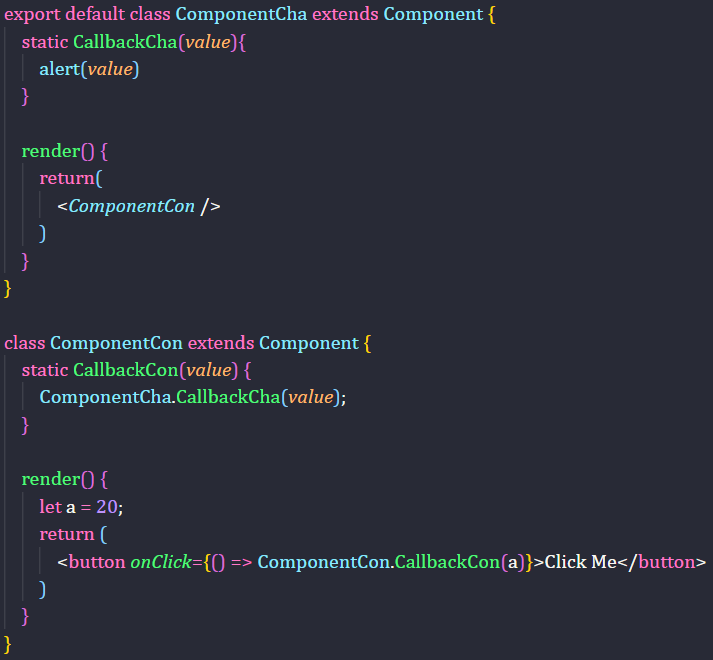 export default class ComponentCha extends Component {
static CallbackCha(value){
alert(value)
}
render() {
return(
<ComponentCon />
)
}
}
class ComponentCon extends Component {
static CallbackCon(value) {
ComponentCha.CallbackCha(value);
}
render() {
let a = 20;
return (
<button onClick={() => ComponentCon.CallbackCon(a)}>Click Me</button>
)
}
}